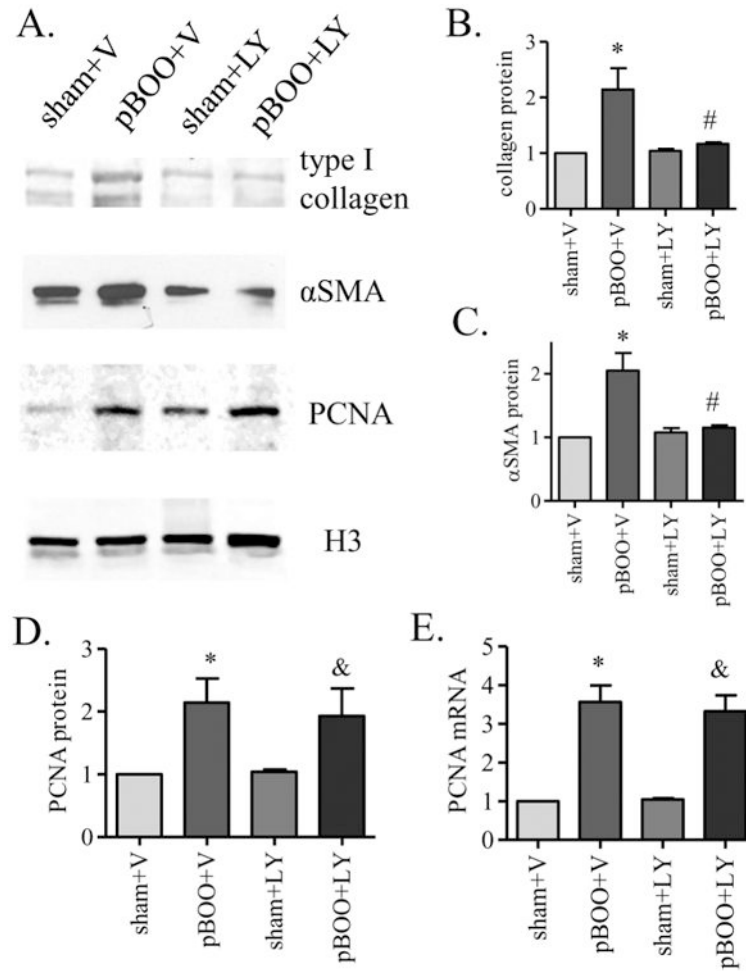 A.
sham+V
pBOO+V
sham+LY
pBOO+LY
type I
collagen
αSMA
PCNA
H3
B.
collagen protein
3
2
1
0
*
#
sham+V
pBOO+V
sham+LY
pBOO+LY
C.
αSMA protein
2
1
0
*
#
sham+V
pBOO+V
sham+LY
pBOO+LY
D.
PCNA protein
3
2
1
0
*
&
sham+V
pBOO+V
sham+LY
pBOO+LY
E.
PCNA mRNA
5
4
3
2
1
0
*
&
sham+V
pBOO+V
sham+LY
pBOO+LY